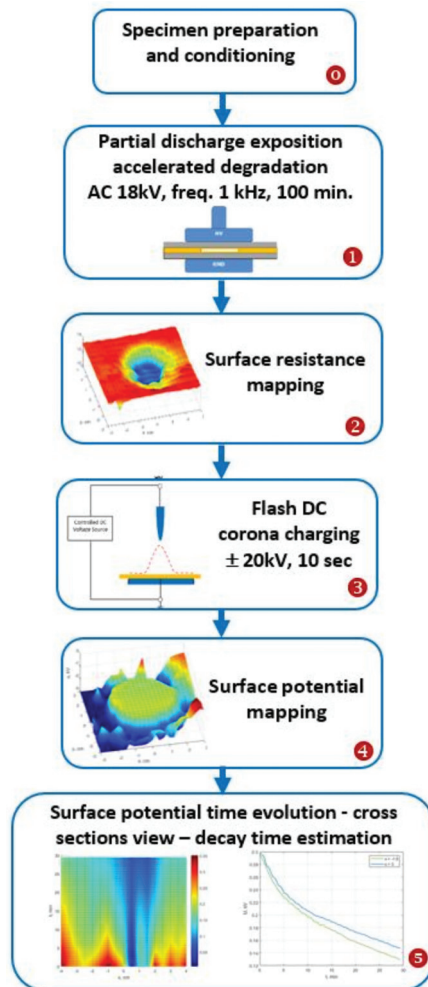 Specimen preparation
and conditioning
0
Partial discharge exposition
accelerated degradation
AC 18kV, freq. 1 kHz, 100 min.
HV
GND
1
Surface resistance
mapping
2
Controlled DC
Voltage Source
Flash DC
corona charging
± 20kV, 10 sec
3
Surface potential
mapping
4
Surface potential time evolution - cross
sections view – decay time estimation
5